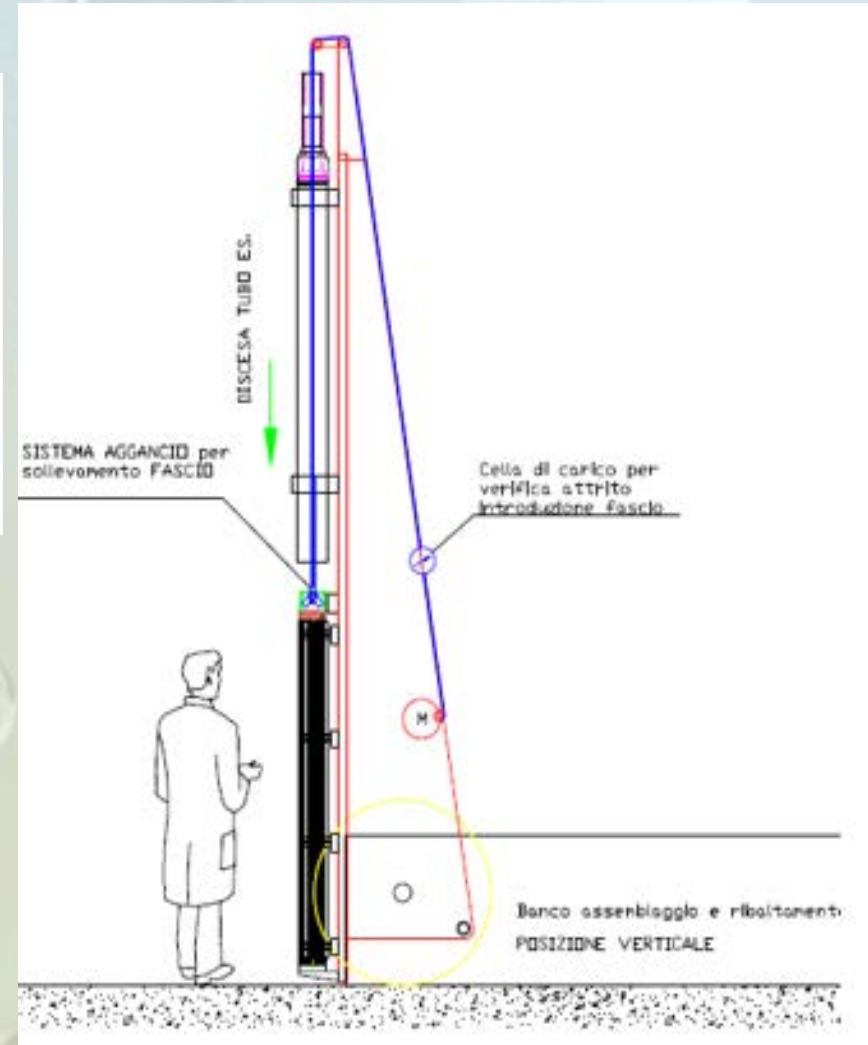 DISCESA TUBO ES.
SISTEMA AGGANCIO per
sollevamento FASCIO
Cella di carico per
verifica attrito
introduzione fascio
M
Banco assemblaggio e ribaltamento
POSIZIONE VERTICALE